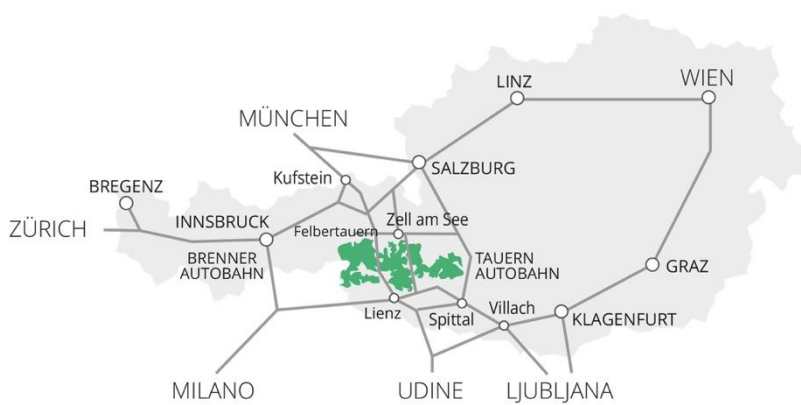 WIEN
LINZ
MÜNCHEN
SALZBURG
Kufstein
BREGENZ
ZÜRICH
INNSBRUCK
Zell am See
Felbertauern
BRENNER
AUTOBAHN
TAUERN
AUTOBAHN
GRAZ
Lienz
Spittal
Villach
KLAGENFURT
MILANO
UDINE
LJUBLJANA